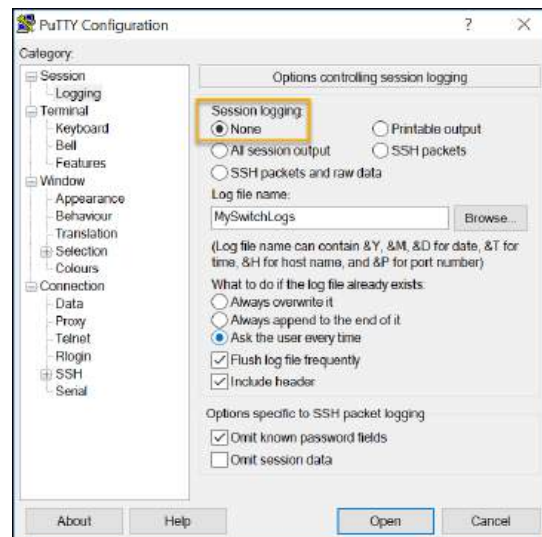 PuTTY Configuration ? ×
Category:
Session
Logging
Terminal
Keyboard
Bell
Features
Window
Appearance
Behaviour
Translation
Selection
Colours
Connection
Data
Proxy
Telnet
Rlogin
SSH
Serial
Options controlling session logging
Session logging:
None Printable output
All session output SSH packets
SSH packets and raw data
Log file name:
MySwitchLogs Browse...
(Log file name can contain &Y, &M, &D for date, &T for
time, &H for host name, and &P for port number)
What to do if the log file already exists:
Always overwrite it
Always append to the end of it
Ask the user every time
Flush log file frequently
Include header
Options specific to SSH packet logging
Omit known password fields
Omit session data
About Help Open Cancel